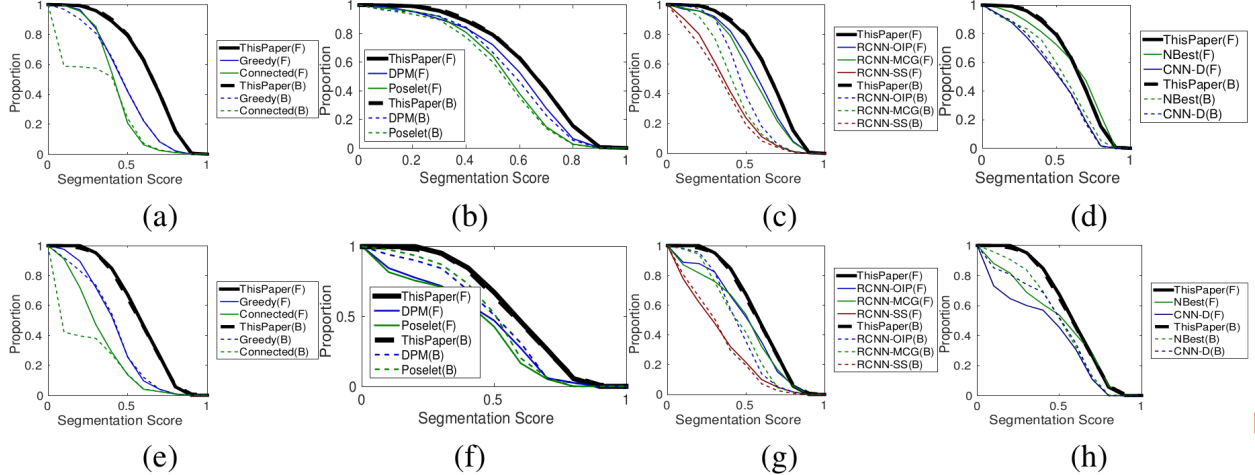 Proportion
1
0.8
0.6
0.4
0.2
0
0
0.5
1
Segmentation Score
ThisPaper(F)
Greedy(F)
Connected(F)
ThisPaper(B)
Greedy(B)
Connected(B)
(a)
Proportion
1
0.8
0.6
0.4
0.2
0
0
0.2
0.4
0.6
0.8
1
Segmentation Score
ThisPaper(F)
DPM(F)
Poselet(F)
ThisPaper(B)
DPM(B)
Poselet(B)
(b)
Proportion
1
0.8
0.6
0.4
0.2
0
0
0.5
1
Segmentation Score
ThisPaper(F)
RCNN-OIP(F)
RCNN-MCG(F)
RCNN-SS(F)
ThisPaper(B)
RCNN-OIP(B)
RCNN-MCG(B)
RCNN-SS(B)
(c)
Proportion
1
0.8
0.6
0.4
0.2
0
0
0.5
1
Segmentation Score
ThisPaper(F)
NBest(F)
CNN-D(F)
ThisPaper(B)
NBest(B)
CNN-D(B)
(d)
Proportion
1
0.8
0.6
0.4
0.2
0
0
0.5
1
Segmentation Score
ThisPaper(F)
Greedy(F)
Connected(F)
ThisPaper(B)
Greedy(B)
Connected(B)
(e)
Proportion
1
0.5
0
0
0.5
1
Segmentation Score
ThisPaper(F)
DPM(F)
Poselet(F)
ThisPaper(B)
DPM(B)
Poselet(B)
(f)
Proportion
1
0.8
0.6
0.4
0.2
0
0
0.5
1
Segmentation Score
ThisPaper(F)
RCNN-OIP(F)
RCNN-MCG(F)
RCNN-SS(F)
ThisPaper(B)
RCNN-OIP(B)
RCNN-MCG(B)
RCNN-SS(B)
(g)
Proportion
1
0.8
0.6
0.4
0.2
0
0
0.5
1
Segmentation Score
ThisPaper(F)
NBest(F)
CNN-D(F)
ThisPaper(B)
NBest(B)
CNN-D(B)
(h)